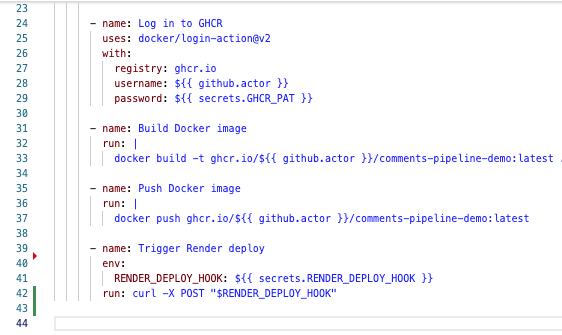 23
24 - name: Log in to GHCR
25 uses: docker/login-action@v2
26 with:
27 registry: ghcr.io
28 username: ${{ github.actor }}
29 password: ${{ secrets.GHCR_PAT }}
30
31 - name: Build Docker image
32 run: |
33 docker build -t ghcr.io/${{ github.actor }}/comments-pipeline-demo:latest .
34
35 - name: Push Docker image
36 run: |
37 docker push ghcr.io/${{ github.actor }}/comments-pipeline-demo:latest
38
39 - name: Trigger Render deploy
40 env:
41 RENDER_DEPLOY_HOOK: ${{ secrets.RENDER_DEPLOY_HOOK }}
42 run: curl -X POST "$RENDER_DEPLOY_HOOK"
43
44